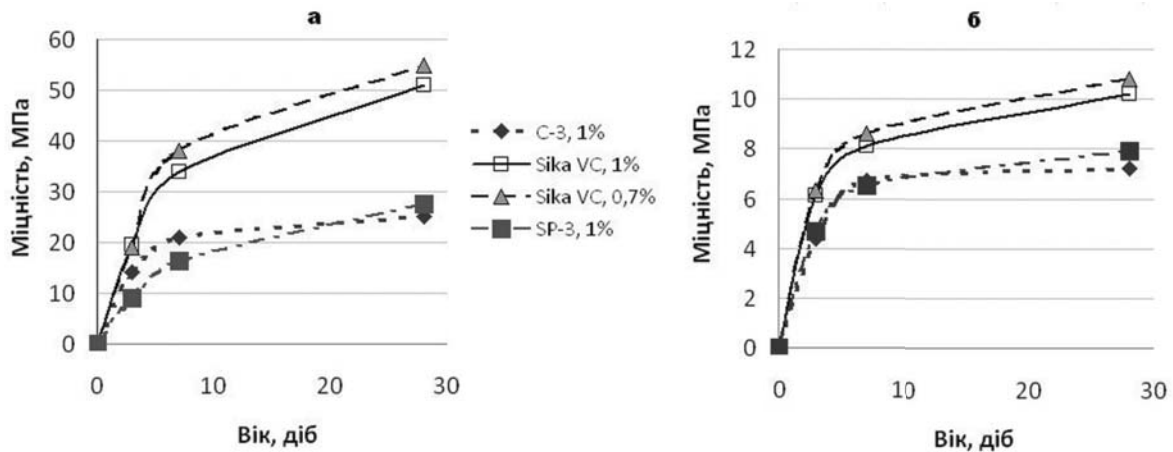 а
60
50
40
30
20
10
0
Міцність, МПа
0 10 20 30
Вік, діб
С-3, 1%
Sika VC, 1%
Sika VC, 0,7%
SP-3, 1%
б
12
10
8
6
4
2
0
Міцність, МПа
0 10 20 30
Вік, діб